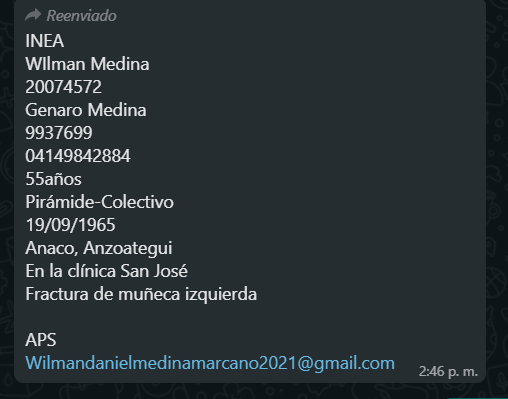 Reenviado
INEA
WIlman Medina
20074572
Genaro Medina
9937699
04149842884
55años
Pirámide-Colectivo
19/09/1965
Anaco, Anzoategui
En la clínica San José
Fractura de muñeca izquierda
APS
Wilmandanielmedinamarcano2021@gmail.com
2:46 p. m.